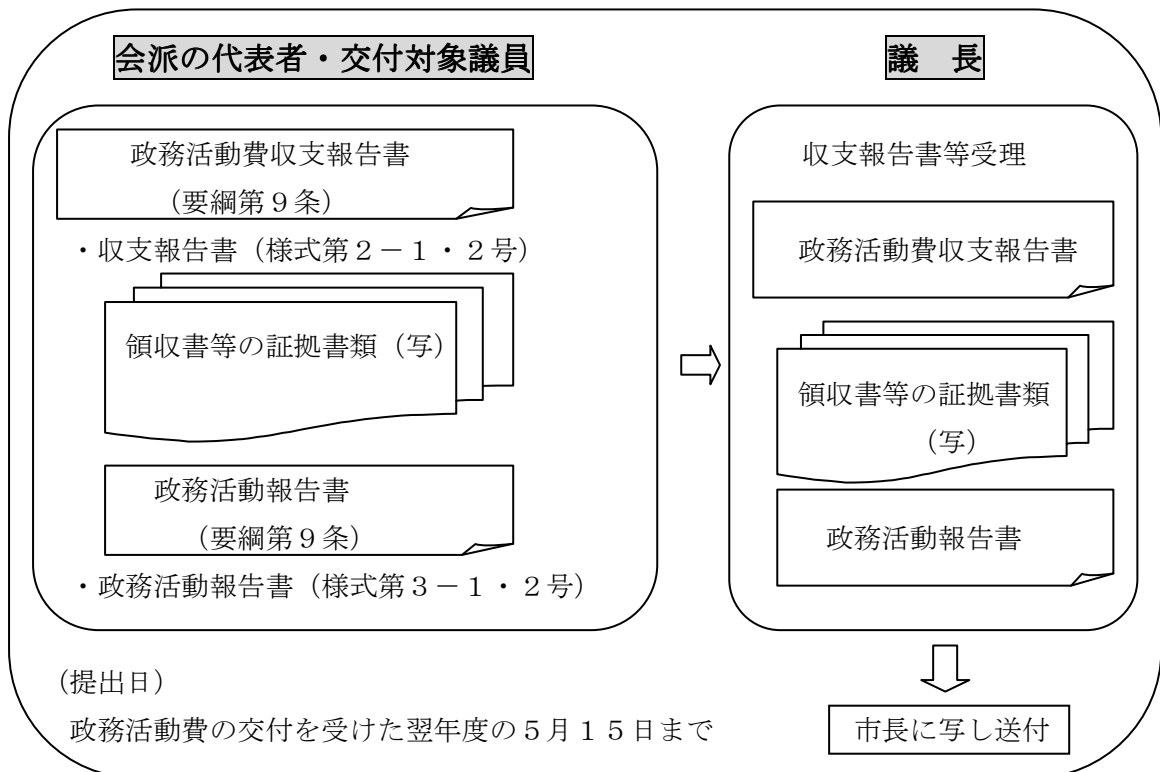 会派の代表者・交付対象議員
政務活動費収支報告書
(要綱第9条)
・収支報告書(様式第2-1・2号)
領収書等の証拠書類(写)
政務活動報告書
(要綱第9条)
・政務活動報告書(様式第3-1・2号)
(提出日)
政務活動費の交付を受けた翌年度の5月15日まで
議 長
収支報告書等受理
政務活動費収支報告書
領収書等の証拠書類
(写)
政務活動報告書
市長に写し送付